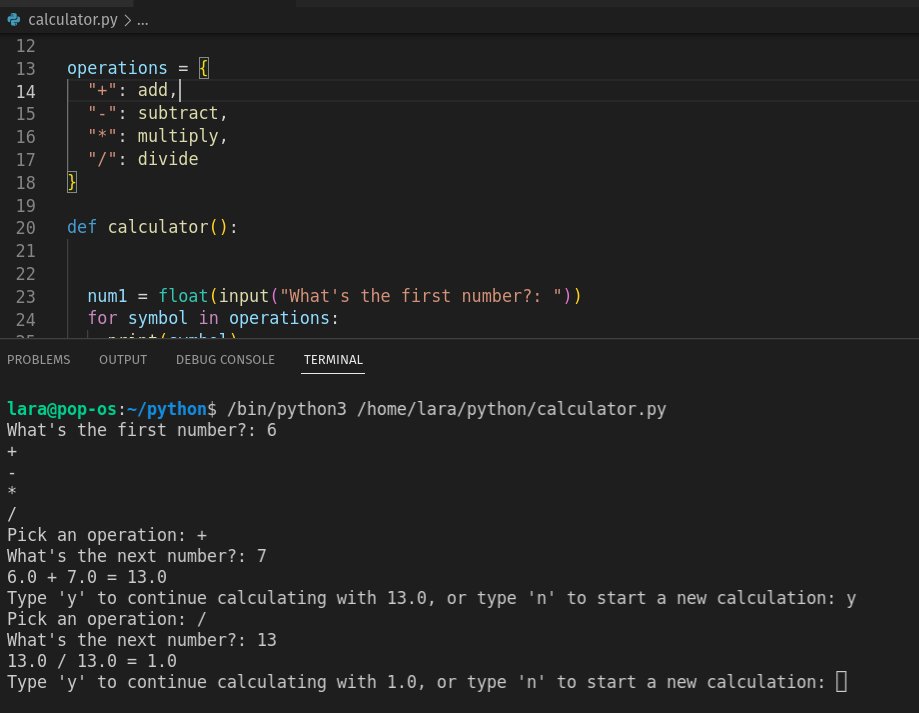 calculator.py > ...
12
13 operations = {
14 "+": add,
15 "-": subtract,
16 "*": multiply,
17 "/": divide
18 }
19
20 def calculator():
21
22
23 num1 = float(input("What's the first number?: "))
24 for symbol in operations:
25 print(symbol)
PROBLEMS OUTPUT DEBUG CONSOLE TERMINAL
lara@pop-os:~/python$ /bin/python3 /home/lara/python/calculator.py
What's the first number?: 6
+
-
*
/
Pick an operation: +
What's the next number?: 7
6.0 + 7.0 = 13.0
Type 'y' to continue calculating with 13.0, or type 'n' to start a new calculation: y
Pick an operation: /
What's the next number?: 13
13.0 / 13.0 = 1.0
Type 'y' to continue calculating with 1.0, or type 'n' to start a new calculation: